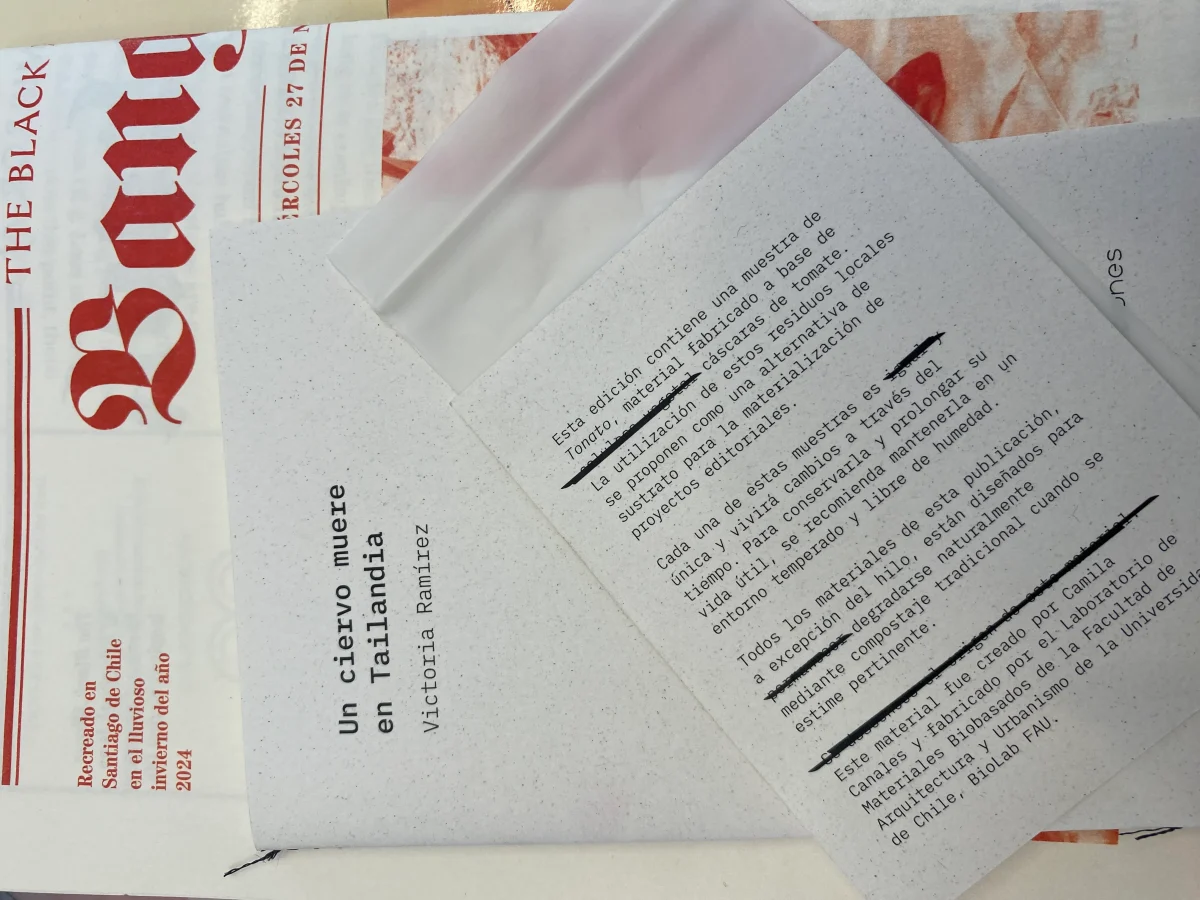 THE BLACK
Bang
ÉRCOLES 27 DE
Recreado en
Santiago de Chile
en el lluvioso
invierno del año
2024
Un ciervo muere
en Tailandia
Victoria Ramírez
Esta edición contiene una muestra de
Tonato, material fabricado a base de
cáscaras de tomate.
La utilización de estos residuos locales
se proponen como una alternativa de
sustrato para la materialización de
proyectos editoriales.
Cada una de estas muestras es
única y vivirá cambios a través del
tiempo. Para conservarla y prolongar su
vida útil, se recomienda mantenerla en un
entorno temperado y libre de humedad.
Todos los materiales de esta publicación,
a excepción del hilo, están diseñados para
degradarse naturalmente
mediante compostaje tradicional cuando se
estime pertinente.
Este material fue creado por Camila
Canales y fabricado por el Laboratorio de
Materiales Biobasados de la Facultad de
Arquitectura y Urbanismo de la Universida
de Chile, BioLab FAU.
ones